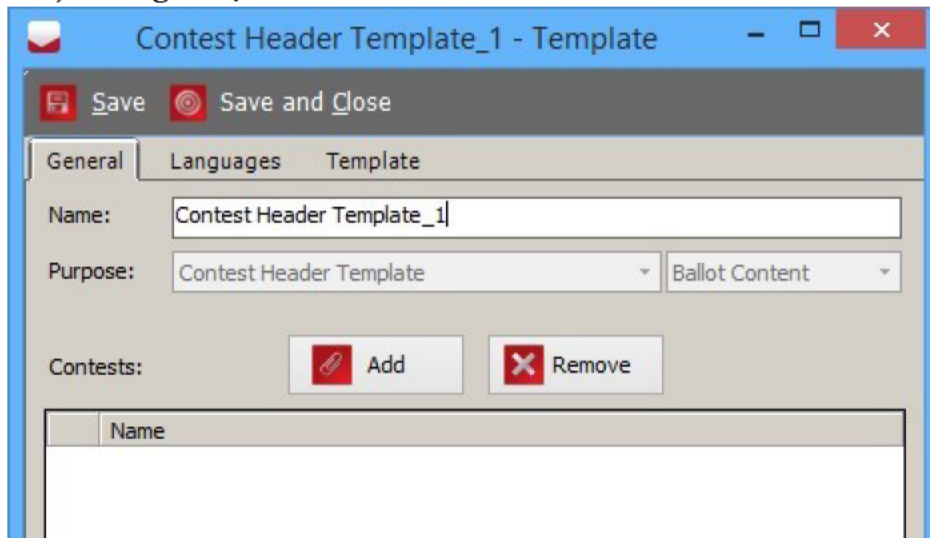 Contest Header Template_1 - Template
Save Save and Close
General Languages Template
Name: Contest Header Template_1
Purpose: Contest Header Template Ballot Content
Contests: Add Remove
Name